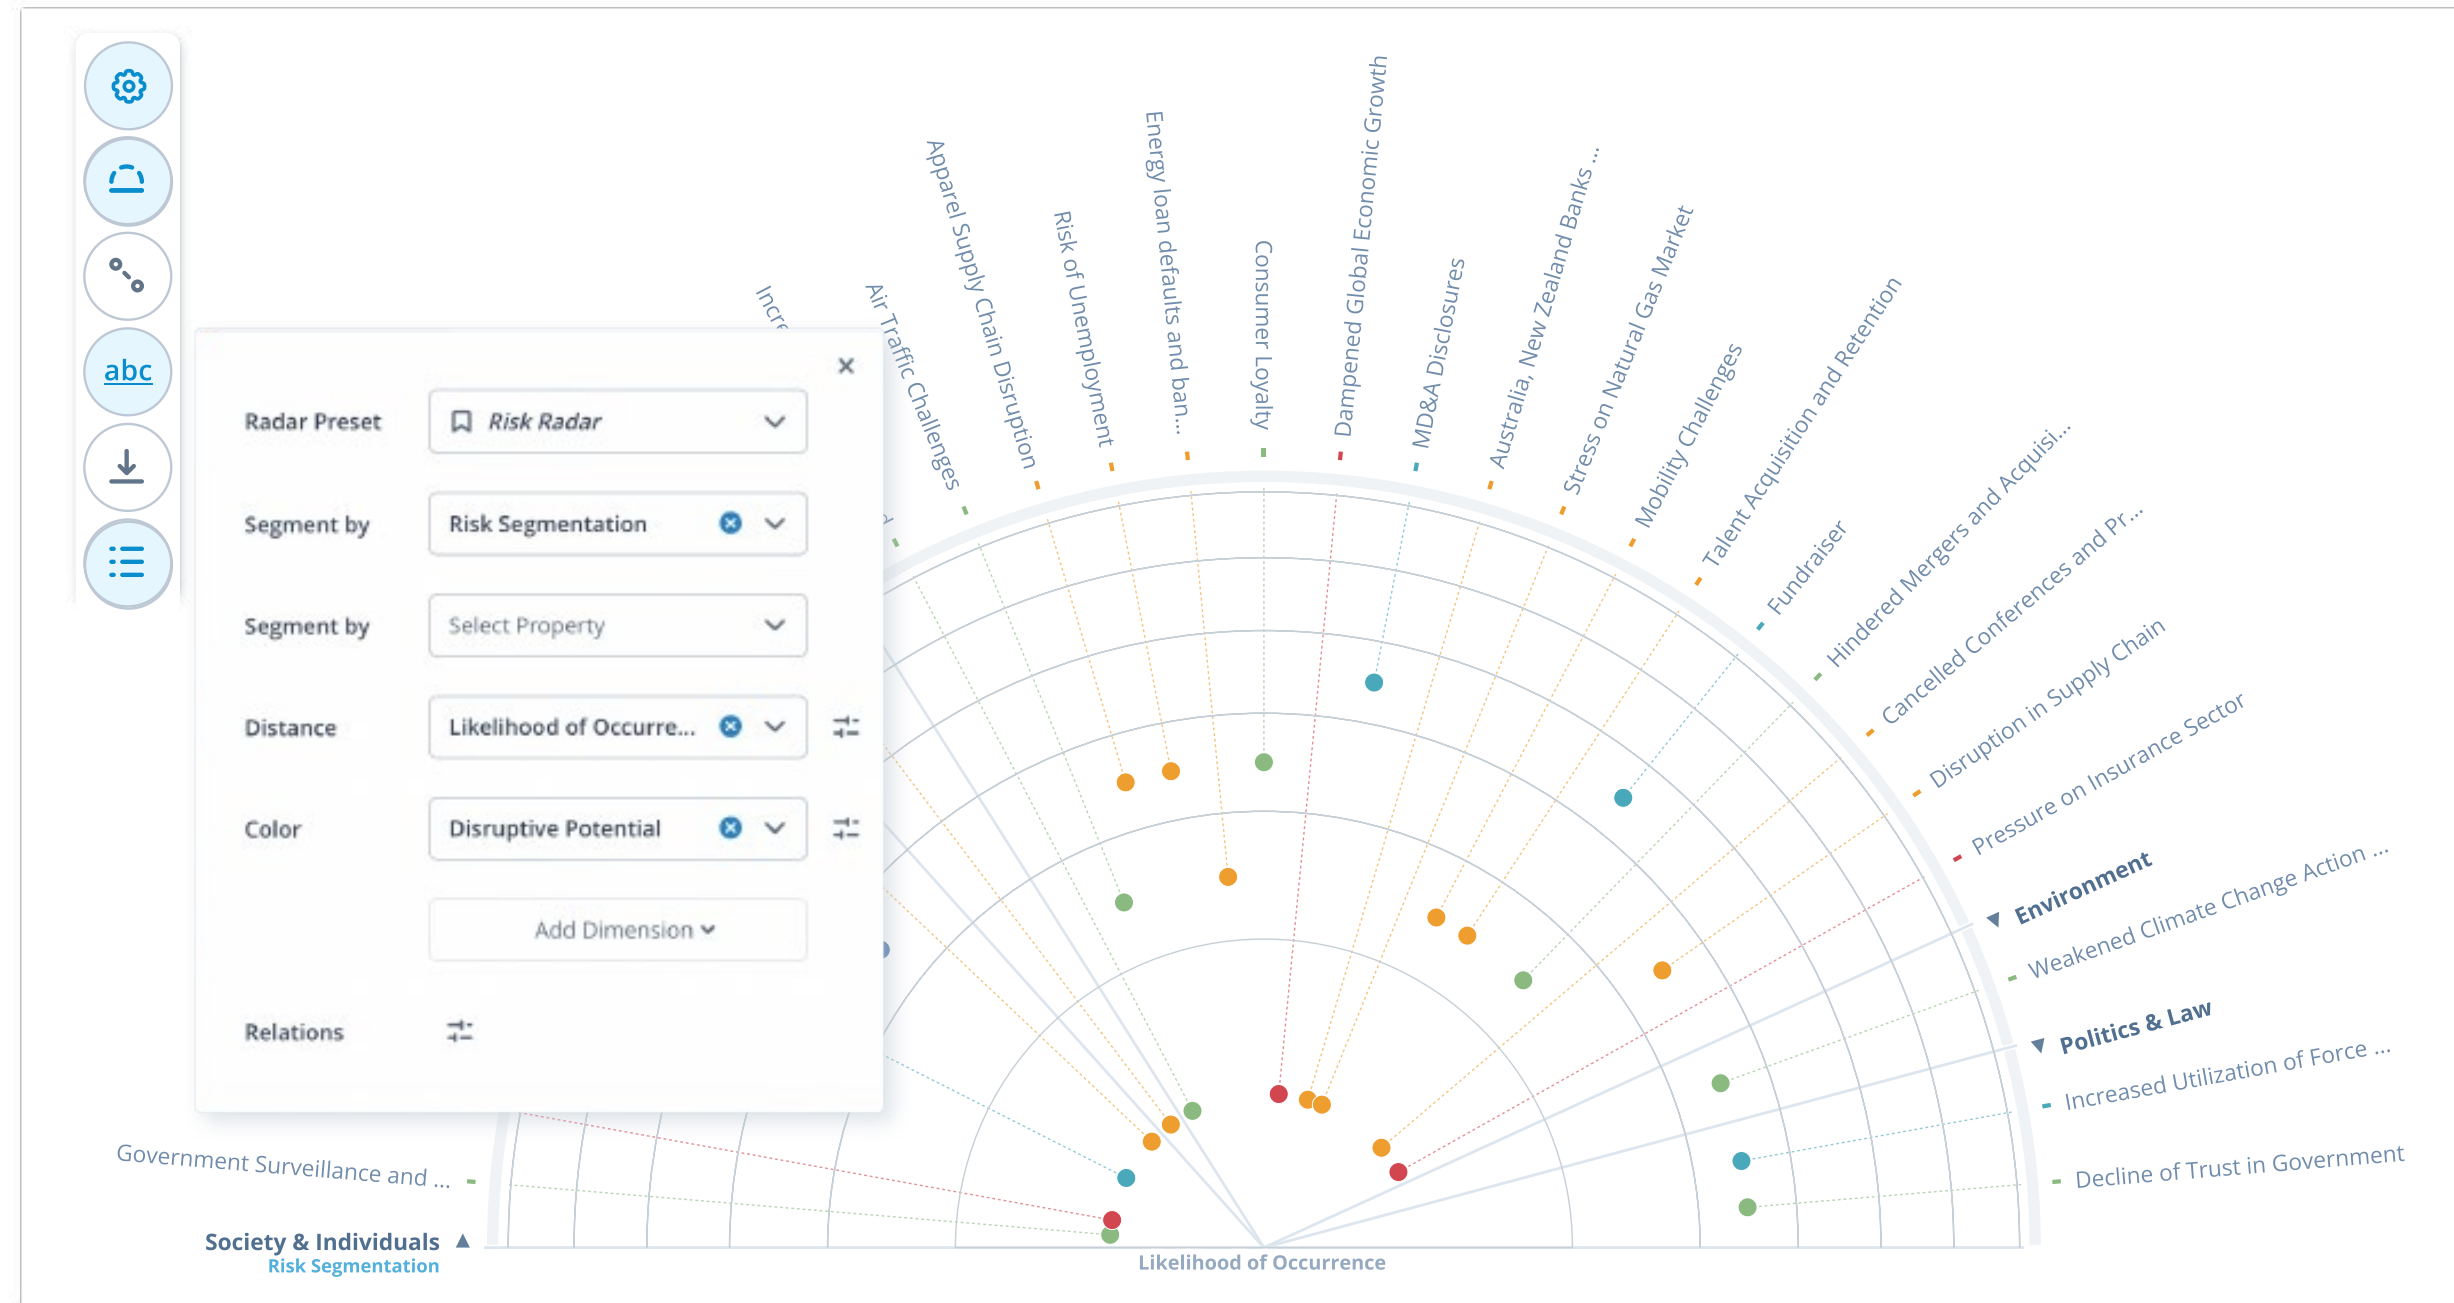 abc
Radar Preset
Risk Radar
Segment by
Risk Segmentation
Segment by
Select Property
Distance
Likelihood of Occurre...
Color
Disruptive Potential
Add Dimension
Relations
Government Surveillance and ...
Society & Individuals
Risk Segmentation
Air Traffic Challenges
Apparel Supply Chain Disruption
Risk of Unemployment
Energy loan defaults and ban...
Consumer Loyalty
Dampened Global Economic Growth
MD&A Disclosures
Australia, New Zealand Banks ...
Stress on Natural Gas Market
Mobility Challenges
Talent Acquisition and Retention
Fundraiser
Hindered Mergers and Acquisi...
Cancelled Conferences and Pr...
Disruption in Supply Chain
Pressure on Insurance Sector
Environment
Weakened Climate Change Action ...
Politics & Law
Increased Utilization of Force ...
Decline of Trust in Government
Likelihood of Occurrence